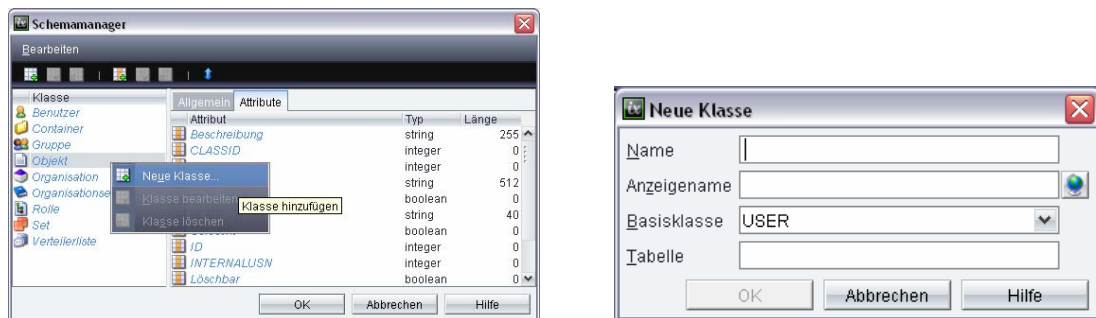 Schemamanager
Bearbeiten
Klasse
Benutzer
Container
Gruppe
Objekt
Organisation
Organisationse
Rolle
Set
Verteilerliste
Allgemein Attribute
Attribut Typ Länge
Beschreibung string 255
CLASSID integer 0
integer 0
string 512
boolean 0
string 40
boolean 0
ID integer 0
INTERNALUSN integer 0
Löschbar boolean 0
Neue Klasse...
Klasse bearbeiten
Klasse hinzufügen
Klasse löschen
OK Abbrechen Hilfe
Neue Klasse
Name
Anzeigename
Basisklasse USER
Tabelle
OK Abbrechen Hilfe